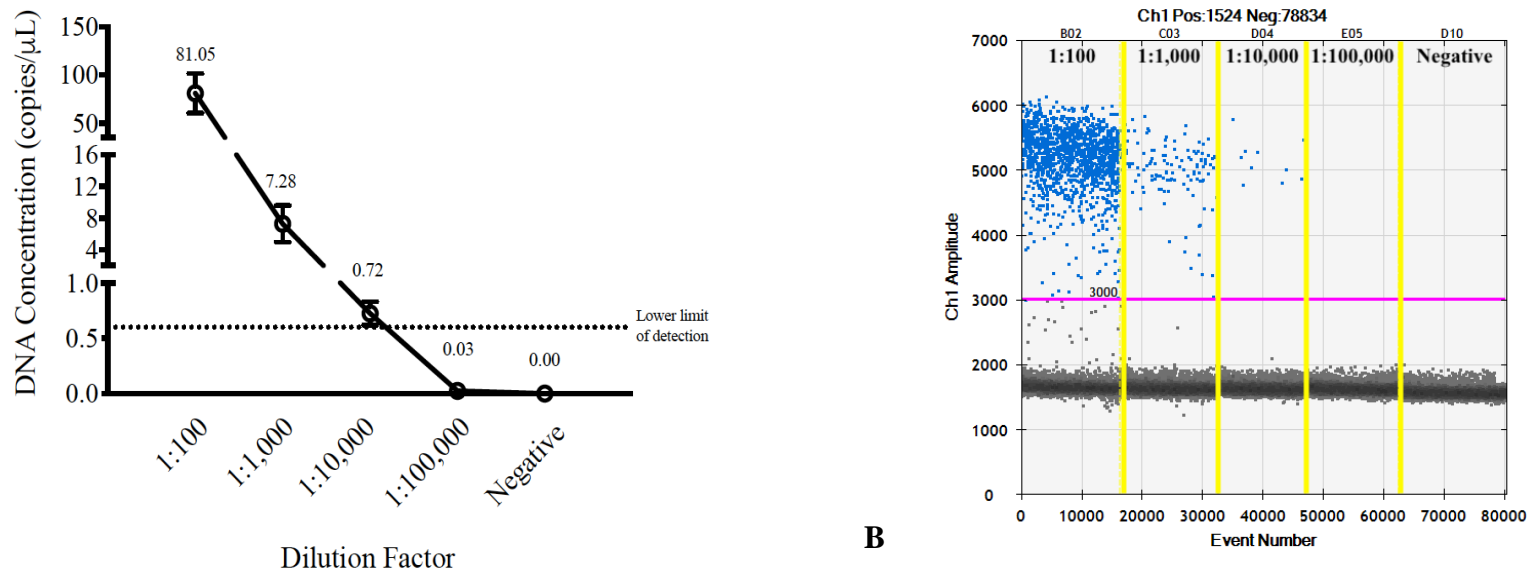 DNA Concentration (copies/μL)
150
100
50
16
12
8
4
1.0
0.5
0.0
81.05
7.28
0.72
0.03
0.00
Lower limit
of detection
1:100
1:1,000
1:10,000
1:100,000
Negative
Dilution Factor
B
Ch1 Pos:1524 Neg:78834
B02 C03 D04 E05 D10
1:100 1:1,000 1:10,000 1:100,000 Negative
Ch1 Amplitude
7000
6000
5000
4000
3000
2000
1000
0
3000
0 10000 20000 30000 40000 50000 60000 70000 80000
Event Number